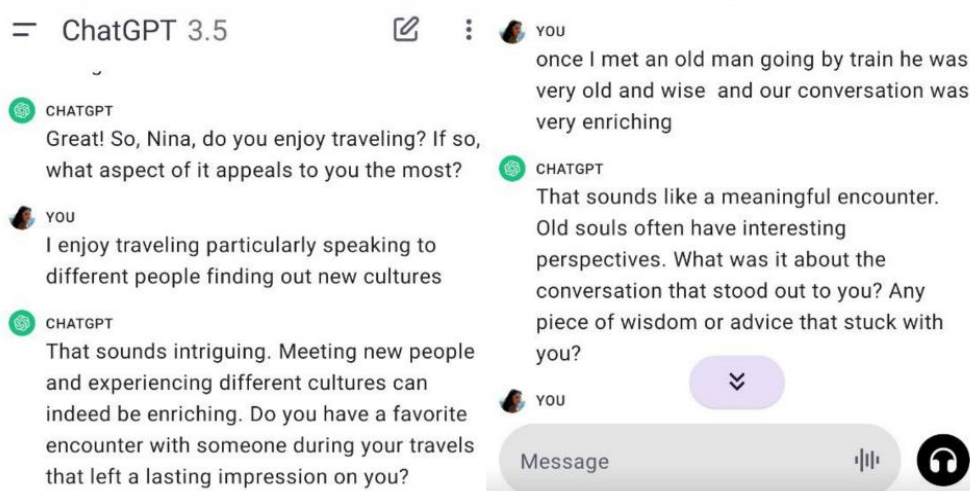 ChatGPT 3.5
CHATGPT
Great! So, Nina, do you enjoy traveling? If so,
what aspect of it appeals to you the most?
YOU
I enjoy traveling particularly speaking to
different people finding out new cultures
CHATGPT
That sounds intriguing. Meeting new people
and experiencing different cultures can
indeed be enriching. Do you have a favorite
encounter with someone during your travels
that left a lasting impression on you?
YOU
once I met an old man going by train he was
very old and wise  and our conversation was
very enriching
CHATGPT
That sounds like a meaningful encounter.
Old souls often have interesting
perspectives. What was it about the
conversation that stood out to you? Any
piece of wisdom or advice that stuck with
you?
YOU
Message